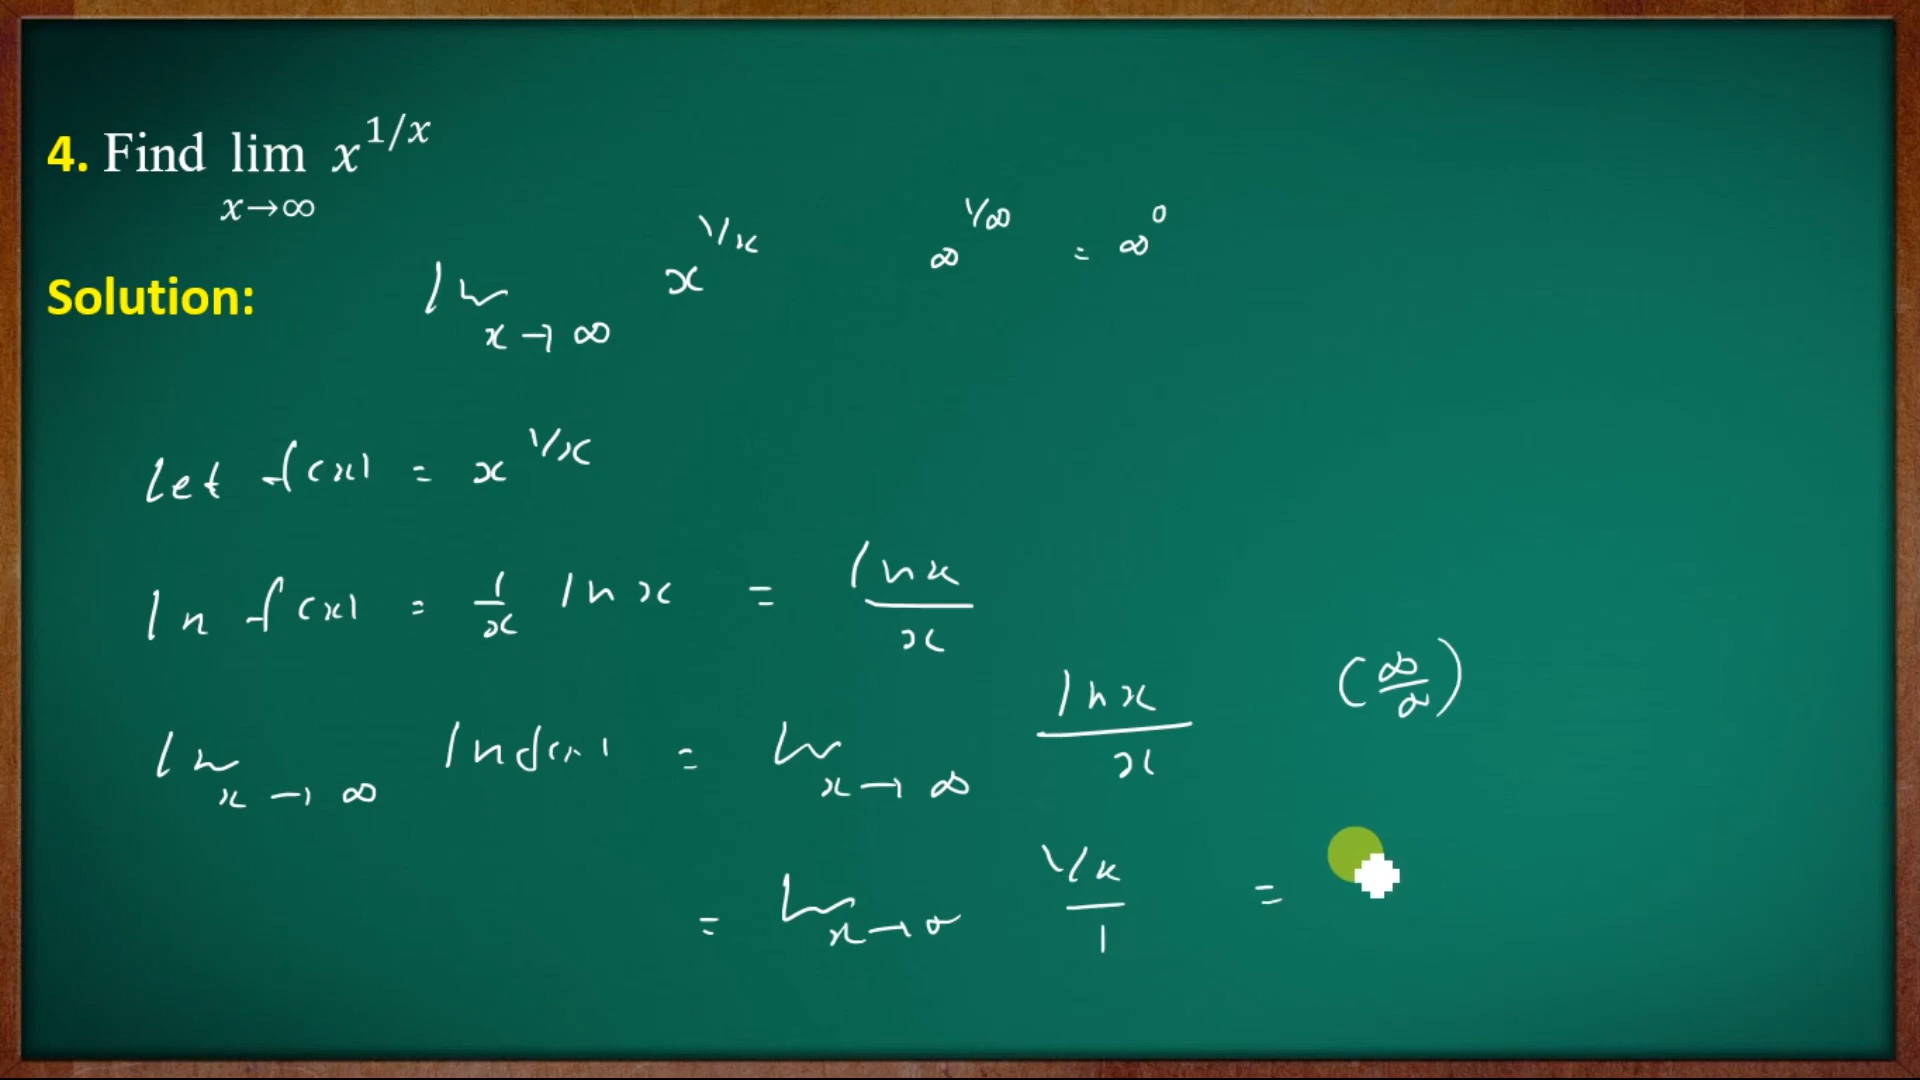 4. Find lim x^{1/x}
x→∞
Solution: lim x→∞ x^{1/x} ∞^{1/∞} = ∞^0
let f(x) = x^{1/x}
ln f(x) = 1/x ln x = ln x / x
lim x→∞ ln f(x) = lim x→∞ ln x / x (∞/∞)
= lim x→∞ (1/x)/1 =